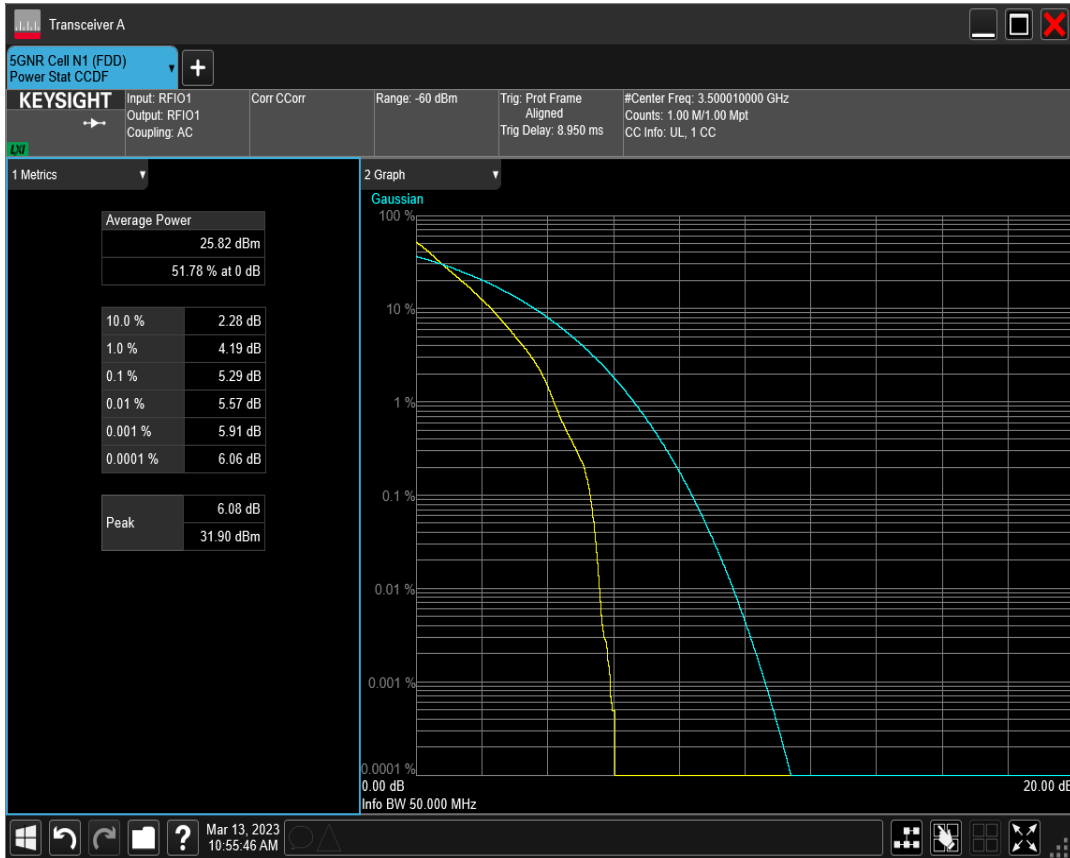 Transceiver A
5GNR Cell N1 (FDD)
Power Stat CCDF
+
KEYSIGHT
LXI
Input: RFIO1
Output: RFIO1
Coupling: AC
Corr CCorr
Range: -60 dBm
Trig: Prot Frame
Aligned
Trig Delay: 8.950 ms
#Center Freq: 3.500010000 GHz
Counts: 1.00 M/1.00 Mpt
CC Info: UL, 1 CC
1 Metrics
Average Power
25.82 dBm
51.78 % at 0 dB
10.0 % 2.28 dB
1.0 % 4.19 dB
0.1 % 5.29 dB
0.01 % 5.57 dB
0.001 % 5.91 dB
0.0001 % 6.06 dB
Peak
6.08 dB
31.90 dBm
2 Graph
Gaussian
100 %
10 %
1 %
0.1 %
0.01 %
0.001 %
0.0001 %
0.00 dB 20.00 dB
Info BW 50.000 MHz
?
Mar 13, 2023
10:55:46 AM